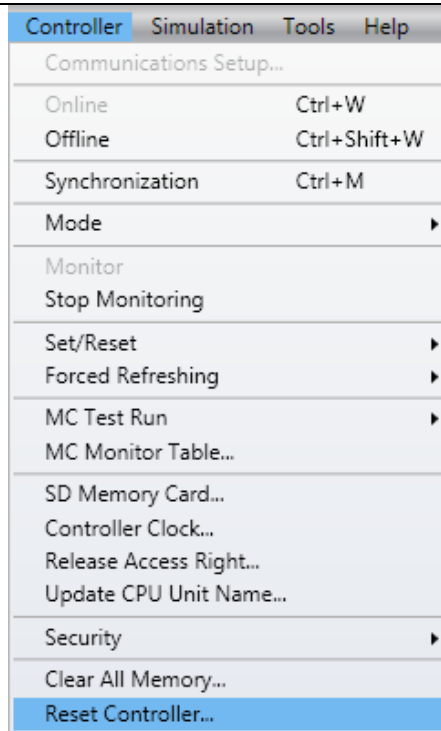 Controller Simulation Tools Help
Communications Setup...
Online Ctrl+W
Offline Ctrl+Shift+W
Synchronization Ctrl+M
Mode
Monitor
Stop Monitoring
Set/Reset
Forced Refreshing
MC Test Run
MC Monitor Table...
SD Memory Card...
Controller Clock...
Release Access Right...
Update CPU Unit Name...
Security
Clear All Memory...
Reset Controller...